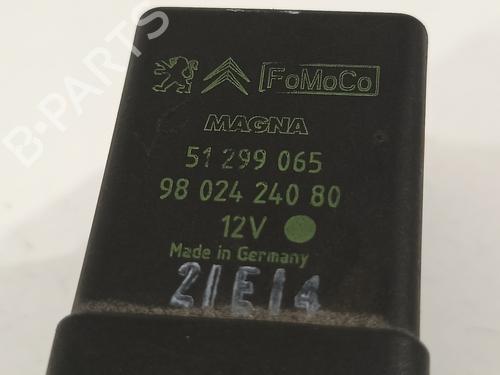 B-PARTS
FoMoCo
MAGNA
51 299 065
98 024 240 80
12V
Made in Germany
21E14